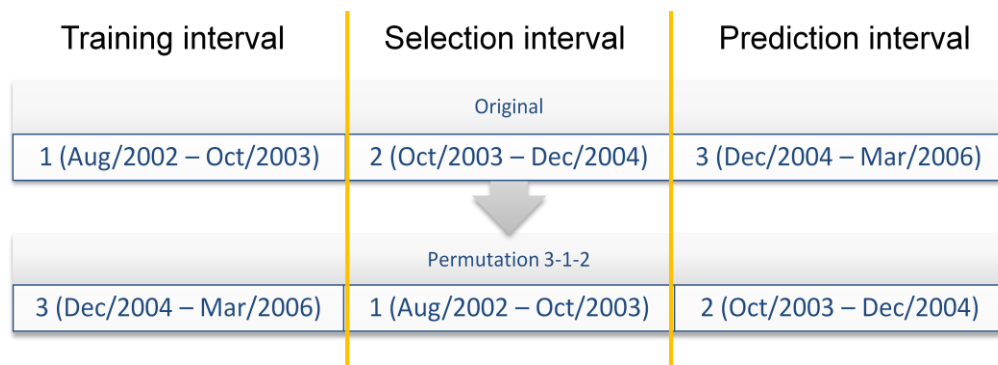 Training interval Selection interval Prediction interval
Original
1 (Aug/2002 – Oct/2003) 2 (Oct/2003 – Dec/2004) 3 (Dec/2004 – Mar/2006)
Permutation 3-1-2
3 (Dec/2004 – Mar/2006) 1 (Aug/2002 – Oct/2003) 2 (Oct/2003 – Dec/2004)